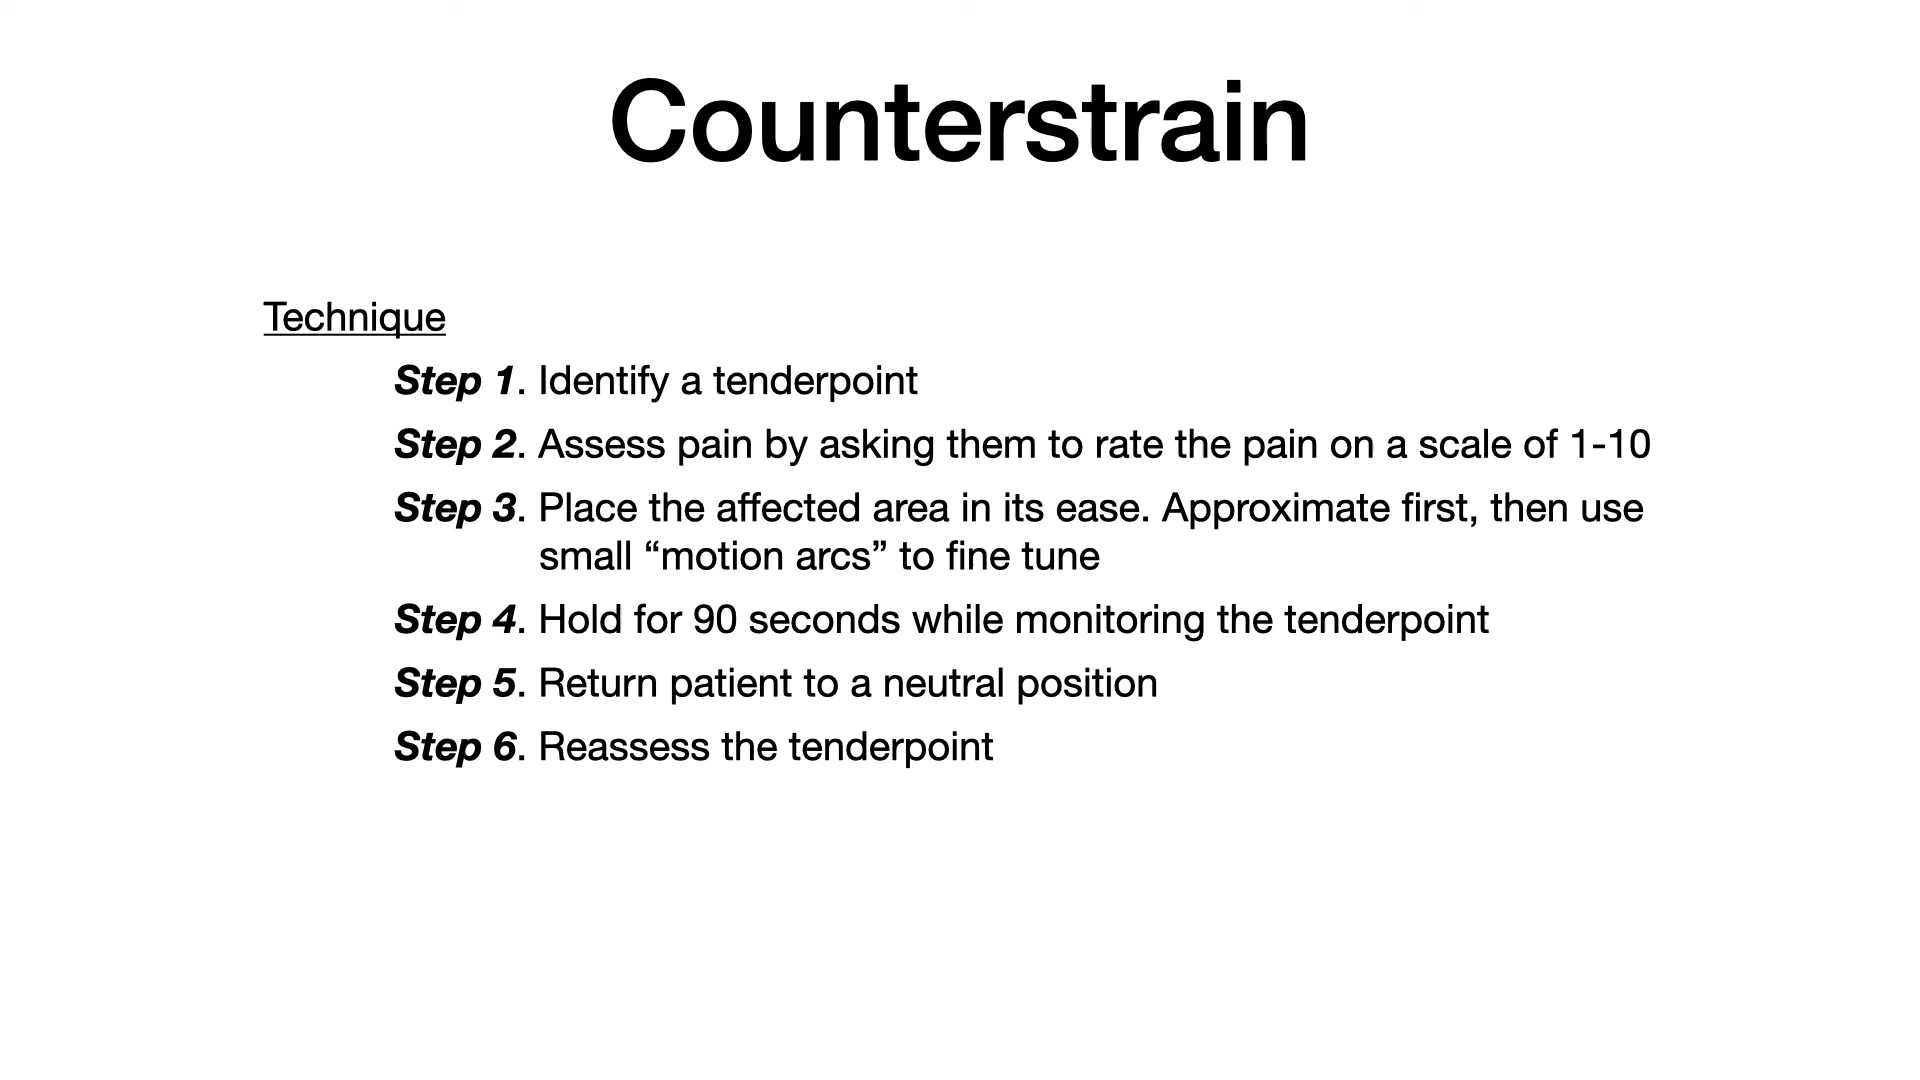 Counterstrain
Technique
Step 1. Identify a tenderpoint
Step 2. Assess pain by asking them to rate the pain on a scale of 1-10
Step 3. Place the affected area in its ease. Approximate first, then use
small “motion arcs” to fine tune
Step 4. Hold for 90 seconds while monitoring the tenderpoint
Step 5. Return patient to a neutral position
Step 6. Reassess the tenderpoint